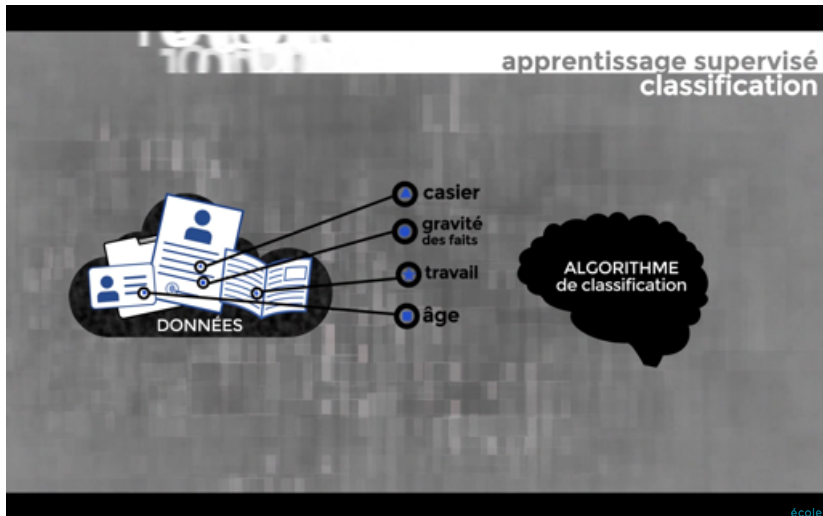 apprentissage supervisé
classification
casier
gravité
des faits
travail
âge
DONNÉES
ALGORITHME
de classification
école